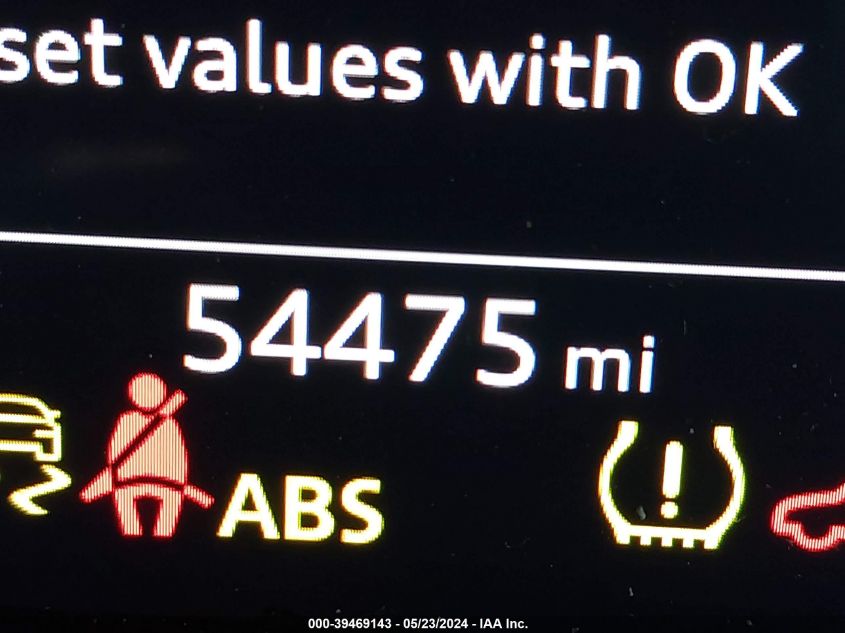 set values with OK
54475 mi
ABS
000-39469143 - 05/23/2024 - IAA Inc.